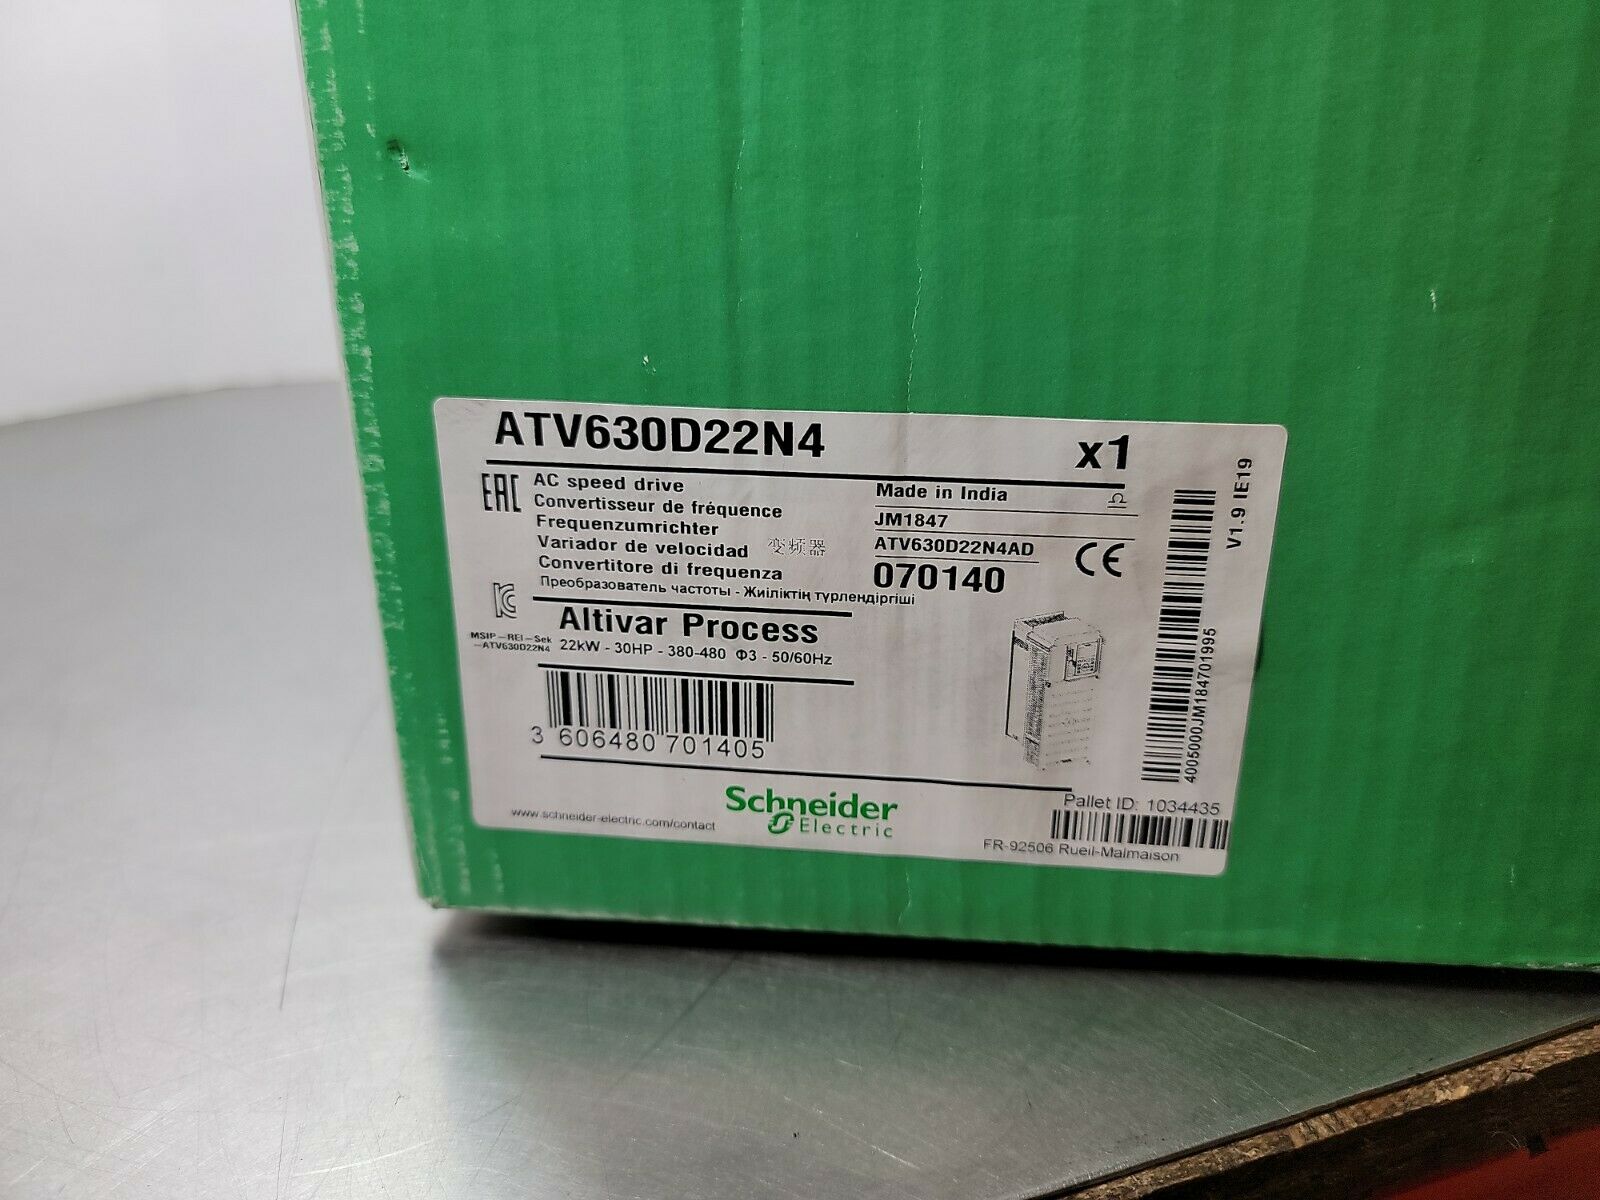 ATV630D22N4
x1
EAC
AC speed drive
Convertisseur de fréquence
Frequenzumrichter
Variador de velocidad 变频器
Convertitore di frequenza
Преобразователь частоты - Жиіліктің түрлендіргіші
Made in India
JM1847
ATV630D22N4AD
070140
CE
V1.9 IE19
4005000JM184701995
MSIP-REI-Sek
-ATV630D22N4
Altivar Process
22kW - 30HP - 380-480 Φ3 - 50/60Hz
3 606480 701405
www.schneider-electric.com/contact
Schneider
Electric
Pallet ID: 1034435
FR-92506 Rueil-Malmaison